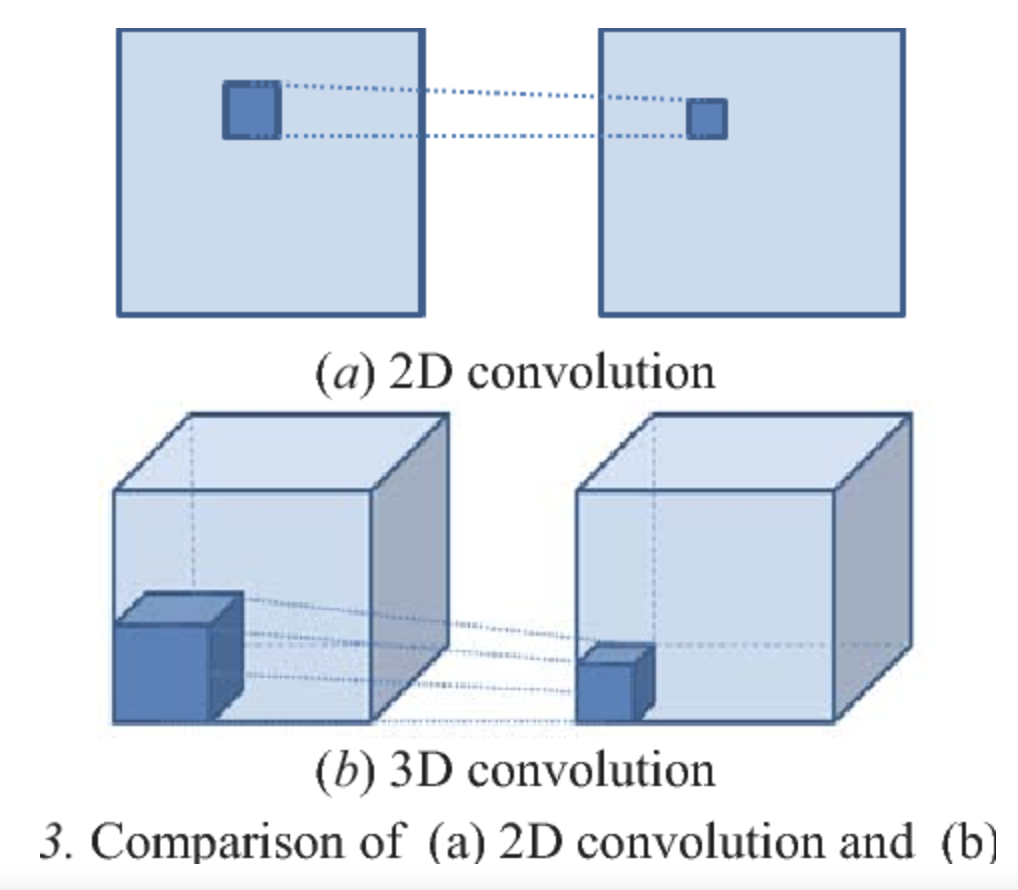 (a) 2D convolution
(b) 3D convolution
3. Comparison of (a) 2D convolution and (b)